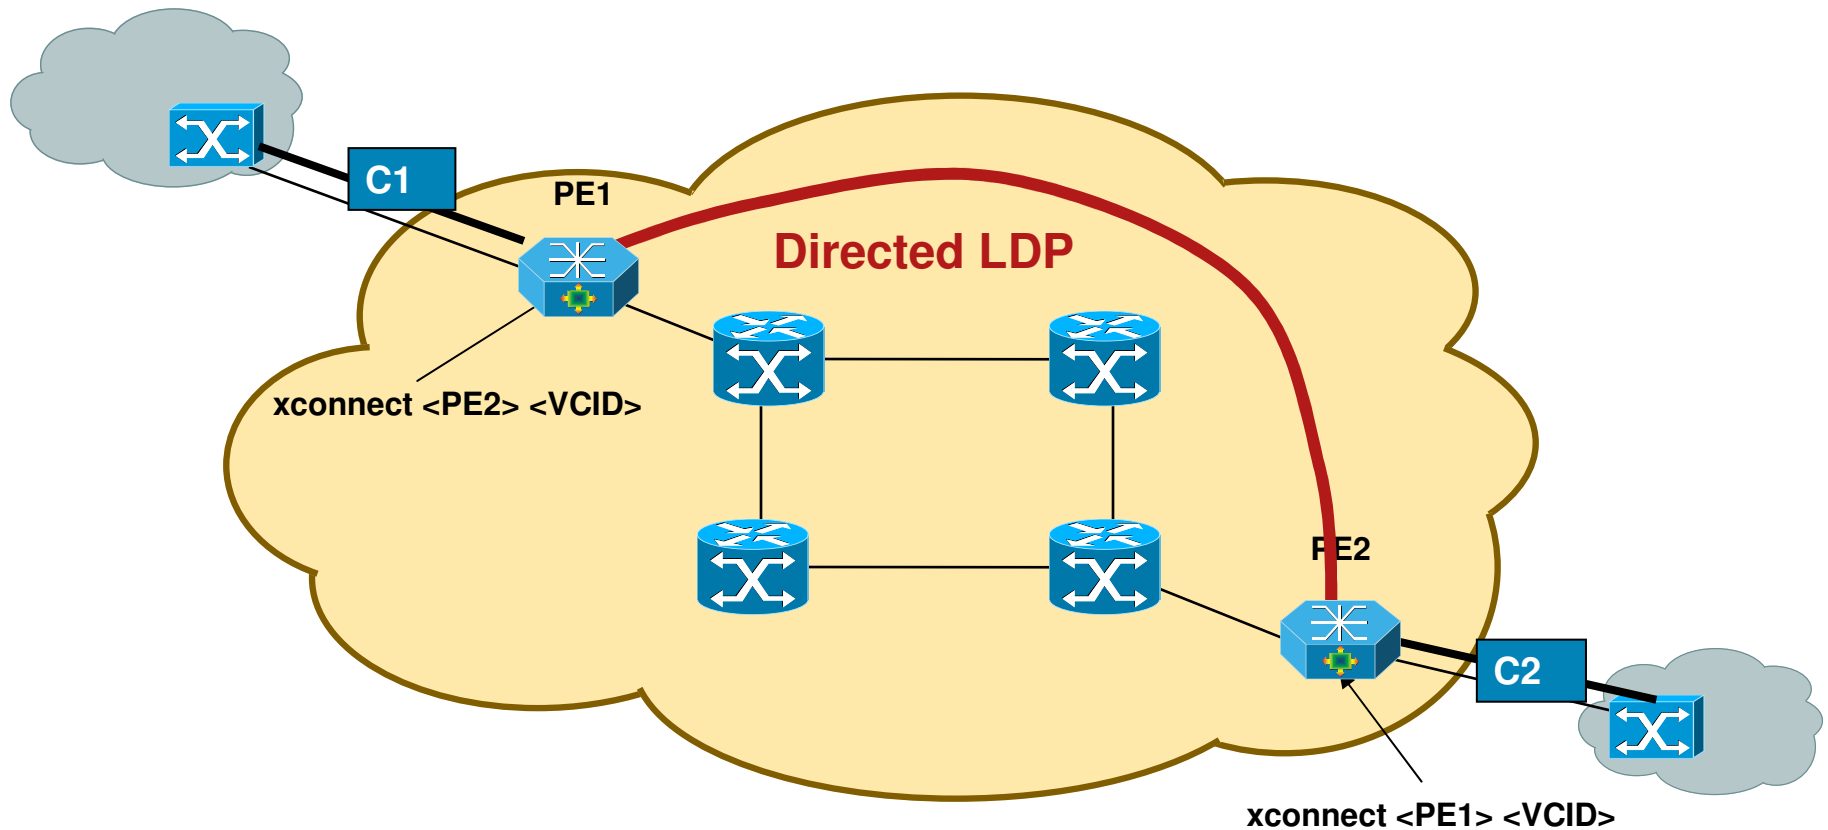 C1
PE1
Directed LDP
xconnect <PE2> <VCID>
PE2
C2
xconnect <PE1> <VCID>